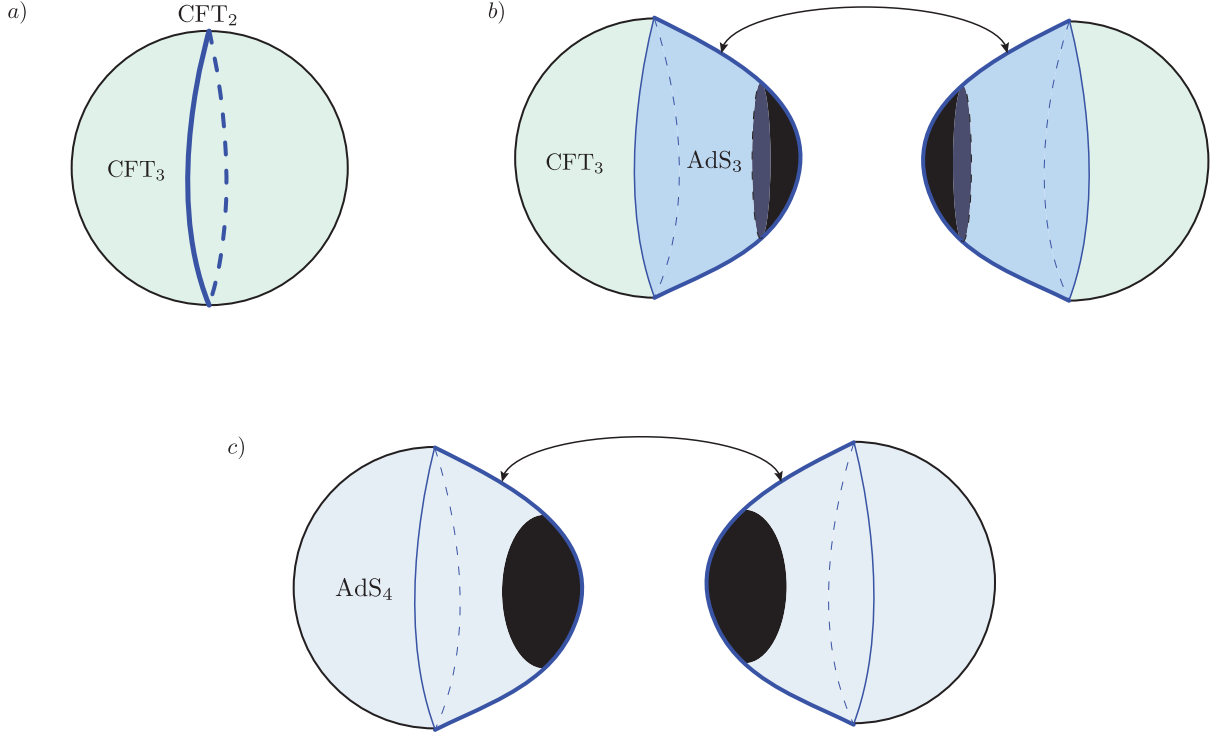 a)
CFT₂
CFT₃
b)
CFT₃
AdS₃
c)
AdS₄